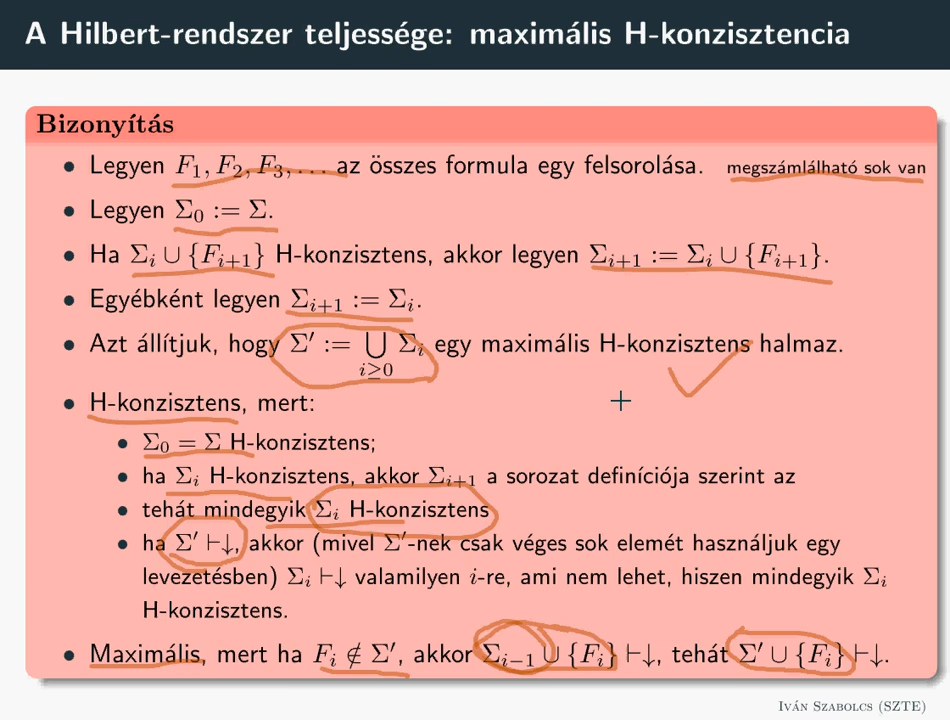 A Hilbert-rendszer teljessége: maximális H-konzisztencia
Bizonyítás
• Legyen F₁, F₂, F₃, … az összes formula egy felsorolása. megszámlálható sok van
• Legyen Σ₀ := Σ.
• Ha Σᵢ ∪ {Fᵢ₊₁} H-konzisztens, akkor legyen Σᵢ₊₁ := Σᵢ ∪ {Fᵢ₊₁}.
• Egyébként legyen Σᵢ₊₁ := Σᵢ.
• Azt állítjuk, hogy Σ′ := ⋃ Σᵢ egy maximális H-konzisztens halmaz.
i≥0
• H-konzisztens, mert:
• Σ₀ = Σ H-konzisztens;
• ha Σᵢ H-konzisztens, akkor Σᵢ₊₁ a sorozat definíciója szerint az
• tehát mindegyik Σᵢ H-konzisztens
• ha Σ′ ⊢↓, akkor (mivel Σ′-nek csak véges sok elemét használjuk egy
levezetésben) Σᵢ ⊢↓ valamilyen i-re, ami nem lehet, hiszen mindegyik Σᵢ
H-konzisztens.
• Maximális, mert ha Fᵢ ∉ Σ′, akkor Σᵢ₋₁ ∪ {Fᵢ} ⊢↓, tehát Σ′ ∪ {Fᵢ} ⊢↓.
Iván Szabolcs (SZTE)